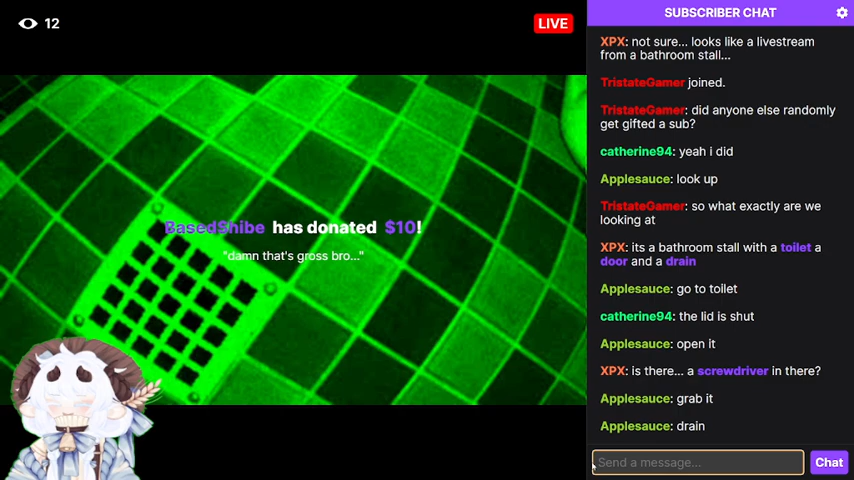 12
LIVE
BasedShibe has donated $10!
"damn that's gross bro..."
SUBSCRIBER CHAT
XPX: not sure... looks like a livestream
from a bathroom stall...
TristateGamer joined.
TristateGamer: did anyone else randomly
get gifted a sub?
catherine94: yeah i did
Applesauce: look up
TristateGamer: so what exactly are we
looking at
XPX: its a bathroom stall with a toilet a
door and a drain
Applesauce: go to toilet
catherine94: the lid is shut
Applesauce: open it
XPX: is there... a screwdriver in there?
Applesauce: grab it
Applesauce: drain
Send a message...
Chat